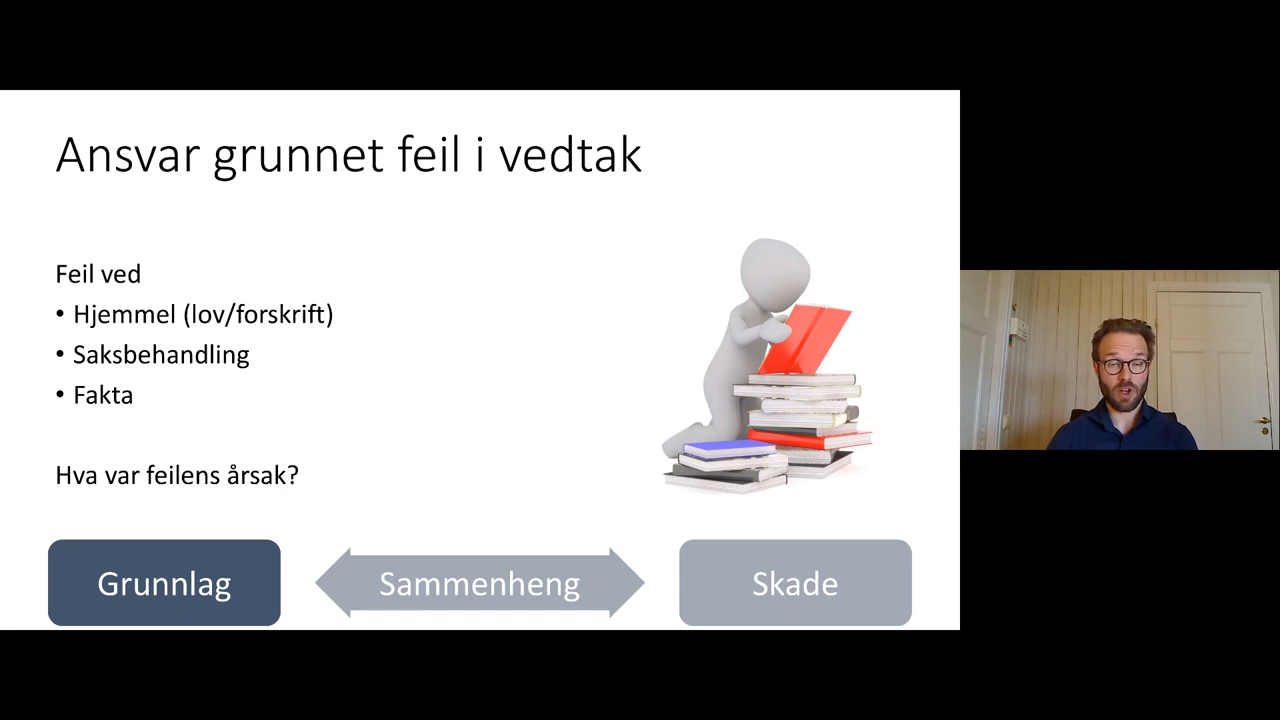 Ansvar grunnet feil i vedtak
Feil ved
• Hjemmel (lov/forskrift)
• Saksbehandling
• Fakta
Hva var feilens årsak?
Grunnlag
Sammenheng
Skade